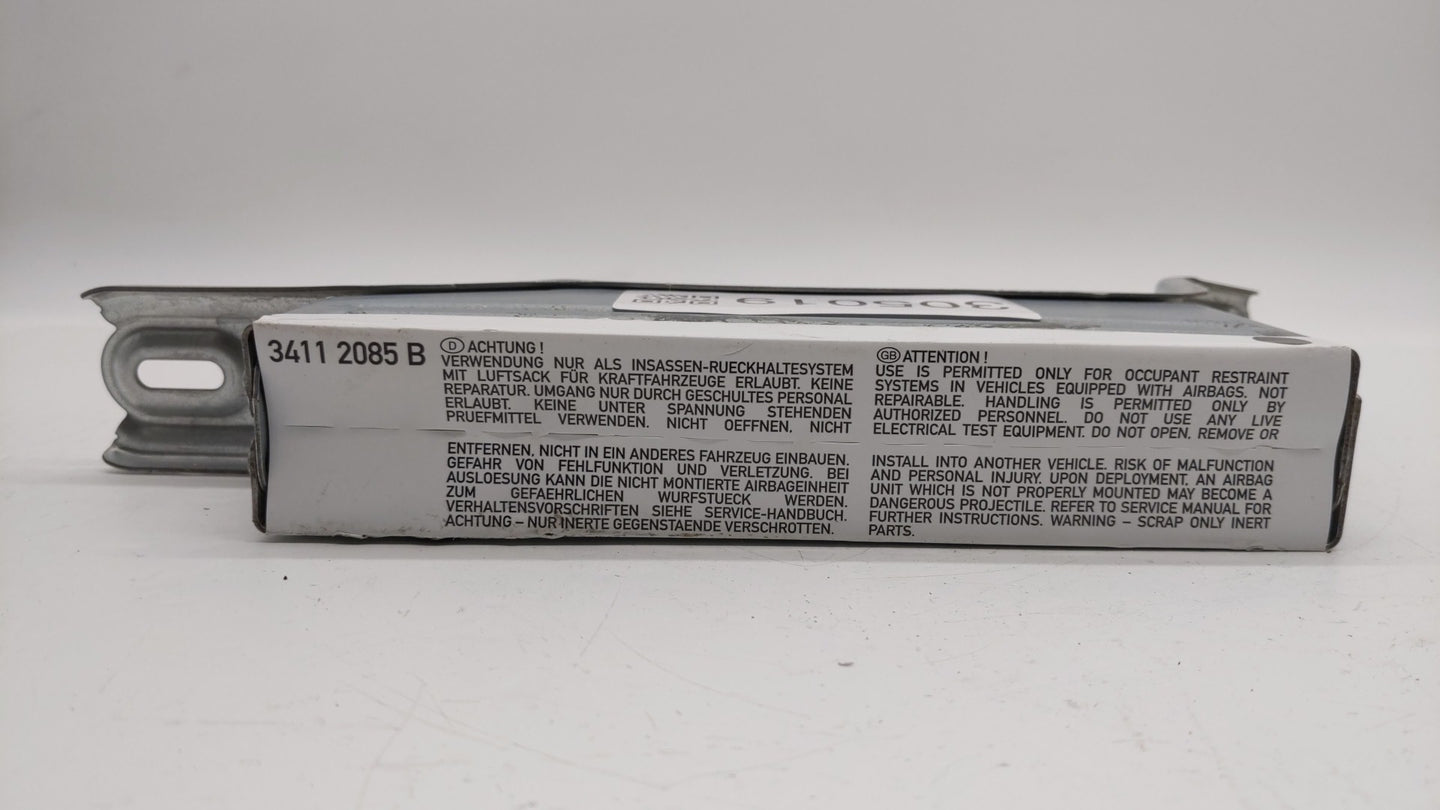 305019
3411 2085 B
D ACHTUNG !
VERWENDUNG NUR ALS INSASSEN-RUECKHALTESYSTEM
MIT LUFTSACK FÜR KRAFTFAHRZEUGE ERLAUBT. KEINE
REPARATUR. UMGANG NUR DURCH GESCHULTES PERSONAL
ERLAUBT. KEINE UNTER SPANNUNG STEHENDEN
PRUEFMITTEL VERWENDEN. NICHT OEFFNEN, NICHT
ENTFERNEN, NICHT IN EIN ANDERES FAHRZEUG EINBAUEN.
GEFAHR VON FEHLFUNKTION UND VERLETZUNG. BEI
AUSLOESUNG KANN DIE NICHT MONTIERTE AIRBAGEINHEIT
ZUM GEFAEHRLICHEN WURFSTUECK WERDEN.
VERHALTENSVORSCHRIFTEN SIEHE SERVICE-HANDBUCH.
ACHTUNG – NUR INERTE GEGENSTAENDE VERSCHROTTEN.
GB ATTENTION !
USE IS PERMITTED ONLY FOR OCCUPANT RESTRAINT
SYSTEMS IN VEHICLES EQUIPPED WITH AIRBAGS. NOT
REPAIRABLE. HANDLING IS PERMITTED ONLY BY
AUTHORIZED PERSONNEL. DO NOT USE ANY LIVE
ELECTRICAL TEST EQUIPMENT. DO NOT OPEN, REMOVE OR
INSTALL INTO ANOTHER VEHICLE. RISK OF MALFUNCTION
AND PERSONAL INJURY. UPON DEPLOYMENT, AN AIRBAG
UNIT WHICH IS NOT PROPERLY MOUNTED MAY BECOME A
DANGEROUS PROJECTILE. REFER TO SERVICE MANUAL FOR
FURTHER INSTRUCTIONS. WARNING – SCRAP ONLY INERT
PARTS.